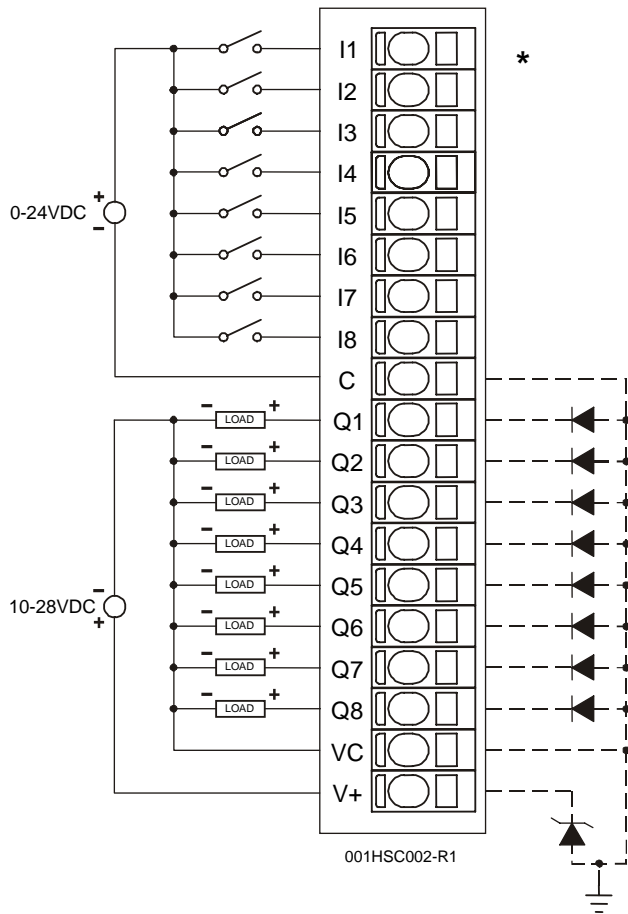 I1
*
I2
I3
I4
+
0-24VDC
–
I5
I6
I7
I8
C
– LOAD + Q1
– LOAD + Q2
– LOAD + Q3
– LOAD + Q4
– LOAD + Q5
–
10-28VDC
+
– LOAD + Q6
– LOAD + Q7
– LOAD + Q8
VC
V+
001HSC002-R1